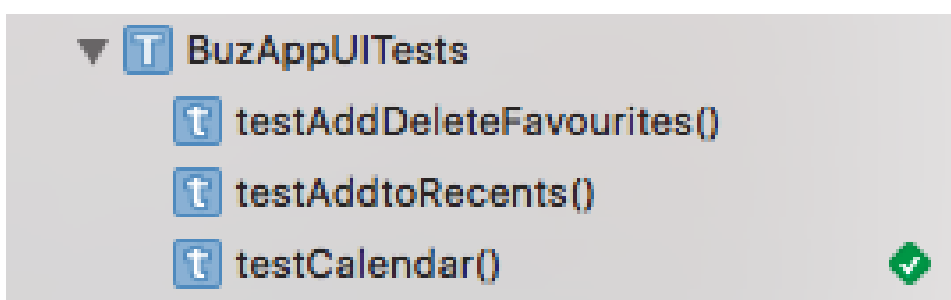 T BuzAppUITests
t testAddDeleteFavourites()
t testAddtoRecents()
t testCalendar()